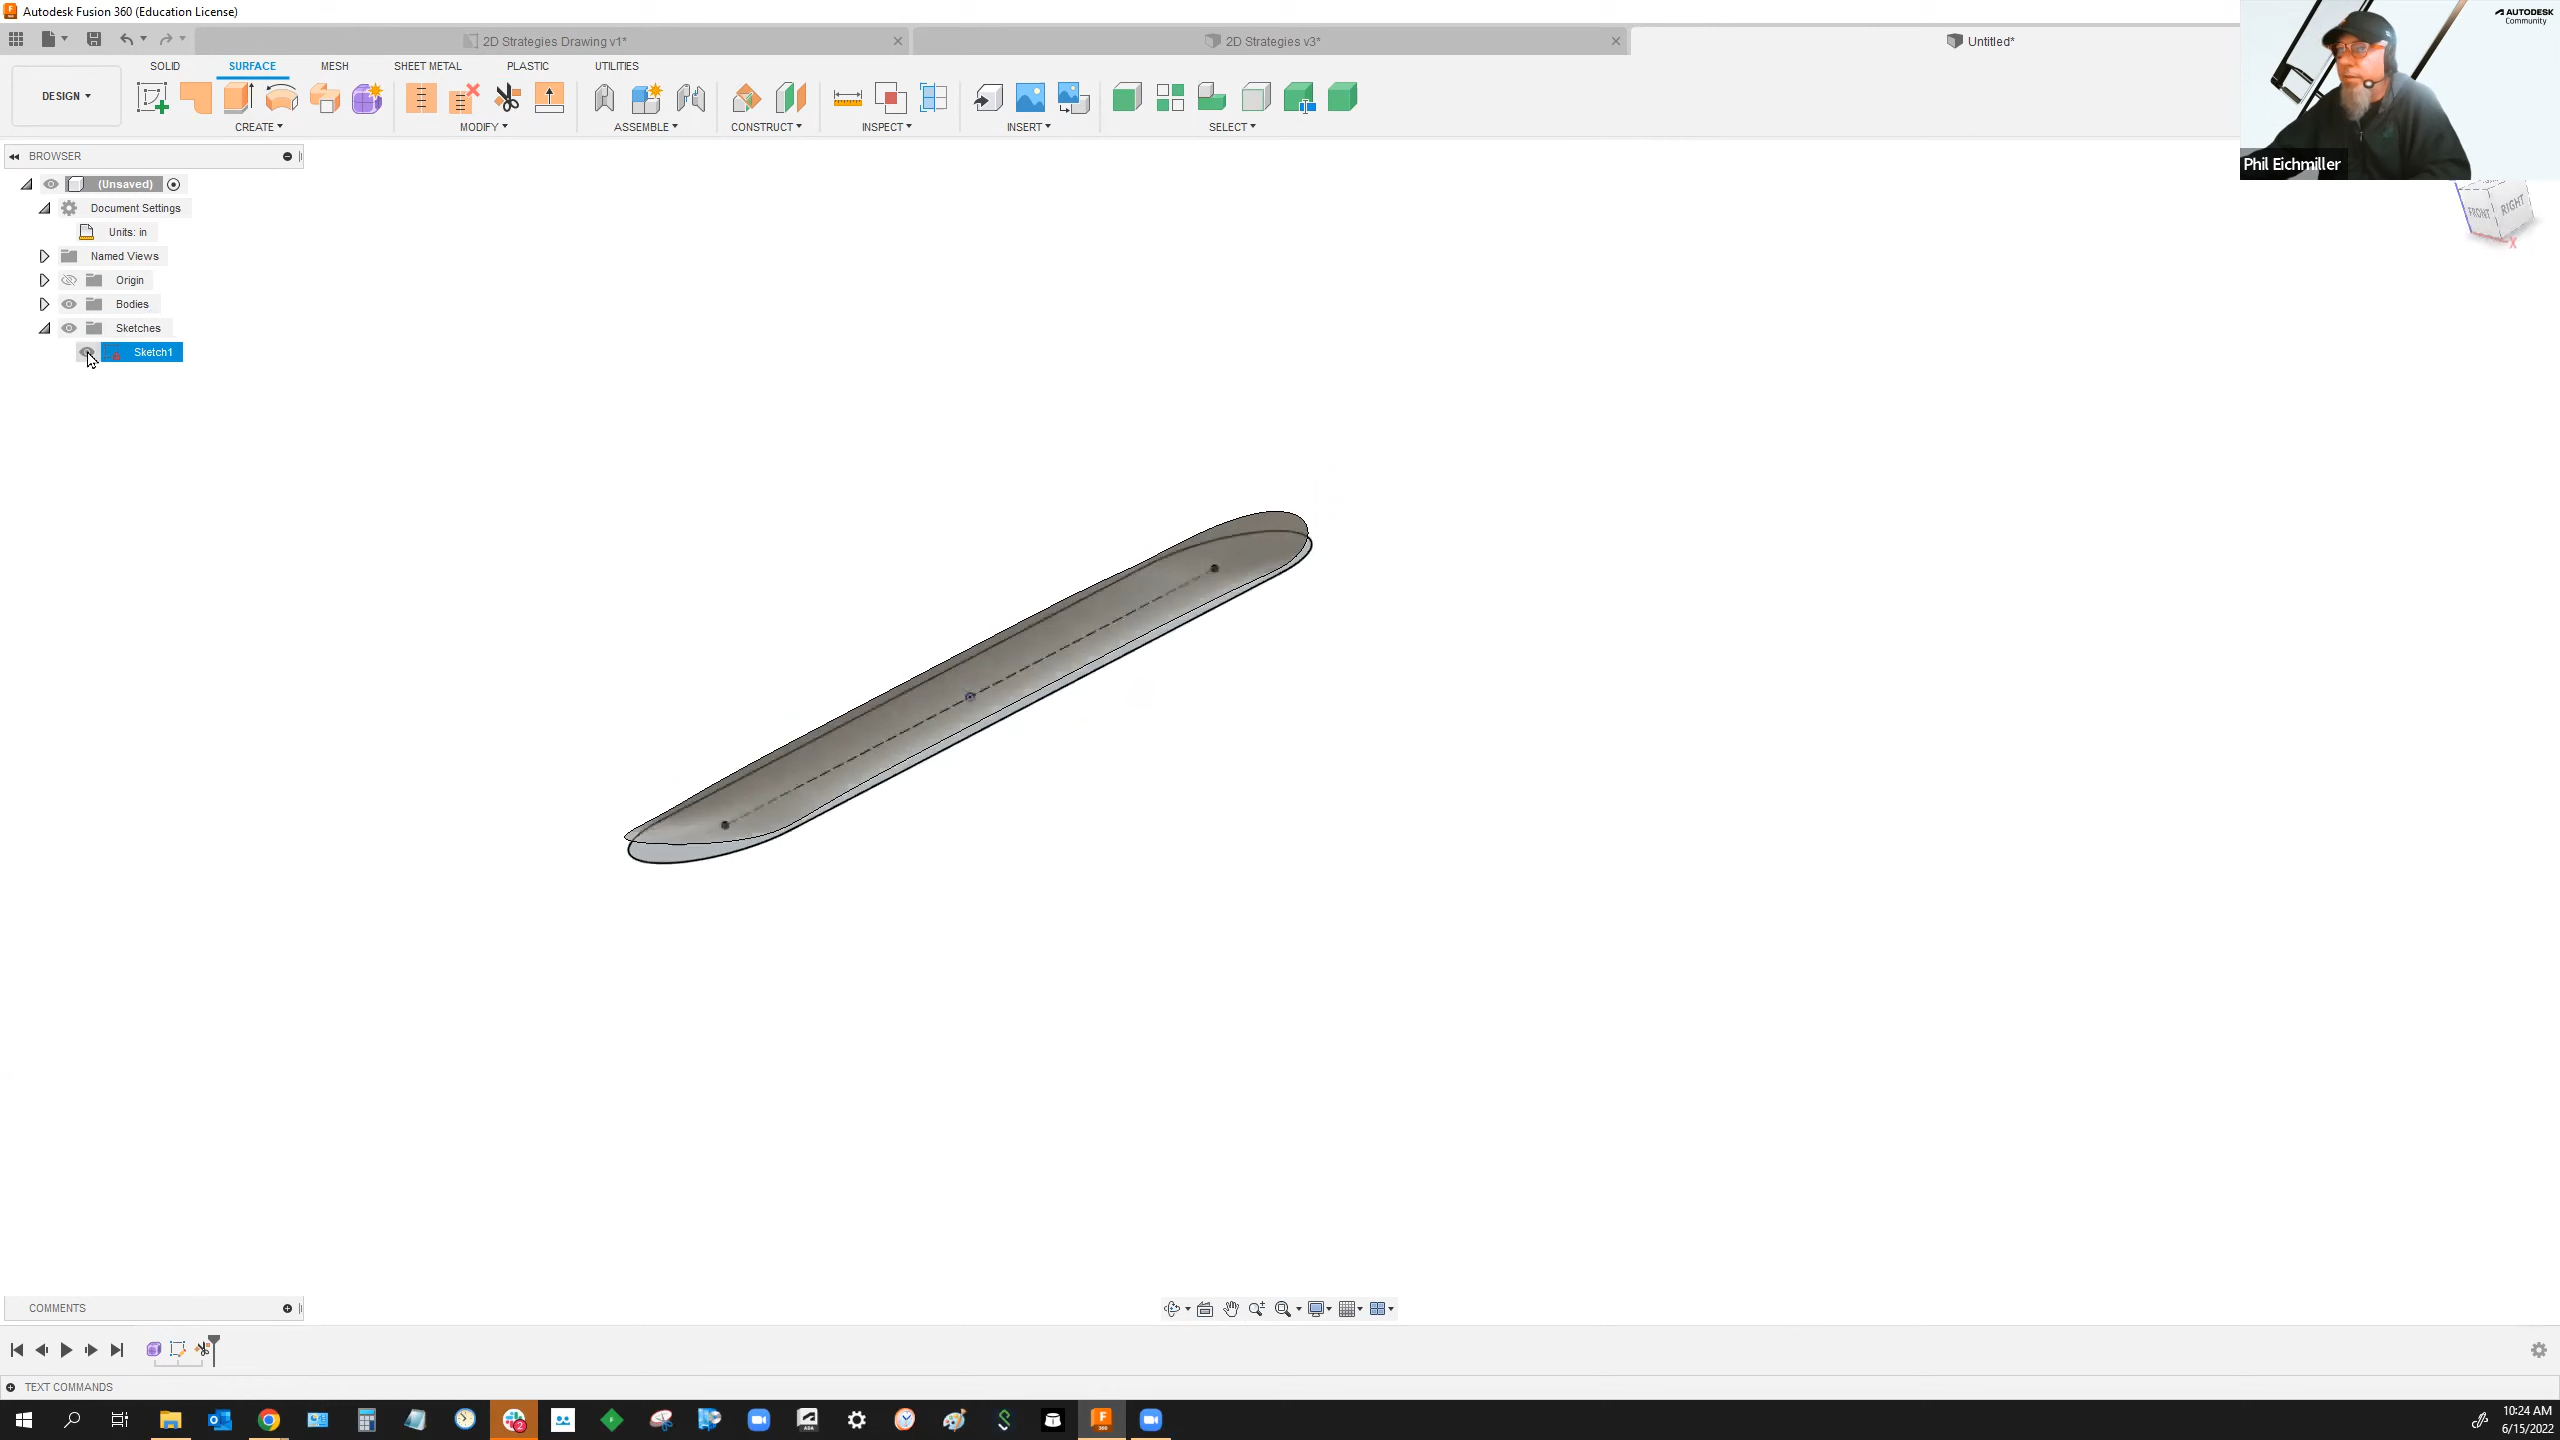 Autodesk Fusion 360 (Education License)
AUTODESK
Community
2D Strategies Drawing v1*
2D Strategies v3*
Untitled*
SOLID
SURFACE
MESH
SHEET METAL
PLASTIC
UTILITIES
DESIGN
CREATE
MODIFY
ASSEMBLE
CONSTRUCT
INSPECT
INSERT
SELECT
Phil Eichmiller
BROWSER
(Unsaved)
Document Settings
Units: in
Named Views
Origin
Bodies
Sketches
Sketch1
FRONT
RIGHT
X
COMMENTS
TEXT COMMANDS
2
F
360
10:24 AM
6/15/2022